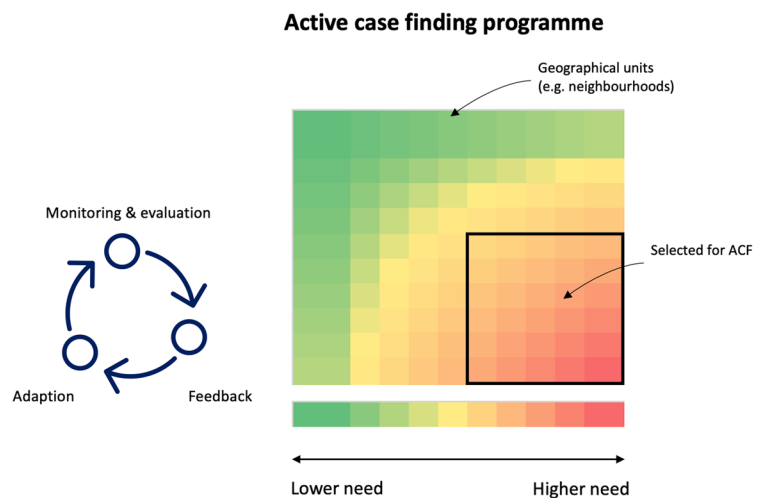 Active case finding programme
Geographical units
(e.g. neighbourhoods)
Monitoring & evaluation
Selected for ACF
Adaption
Feedback
Lower need
Higher need